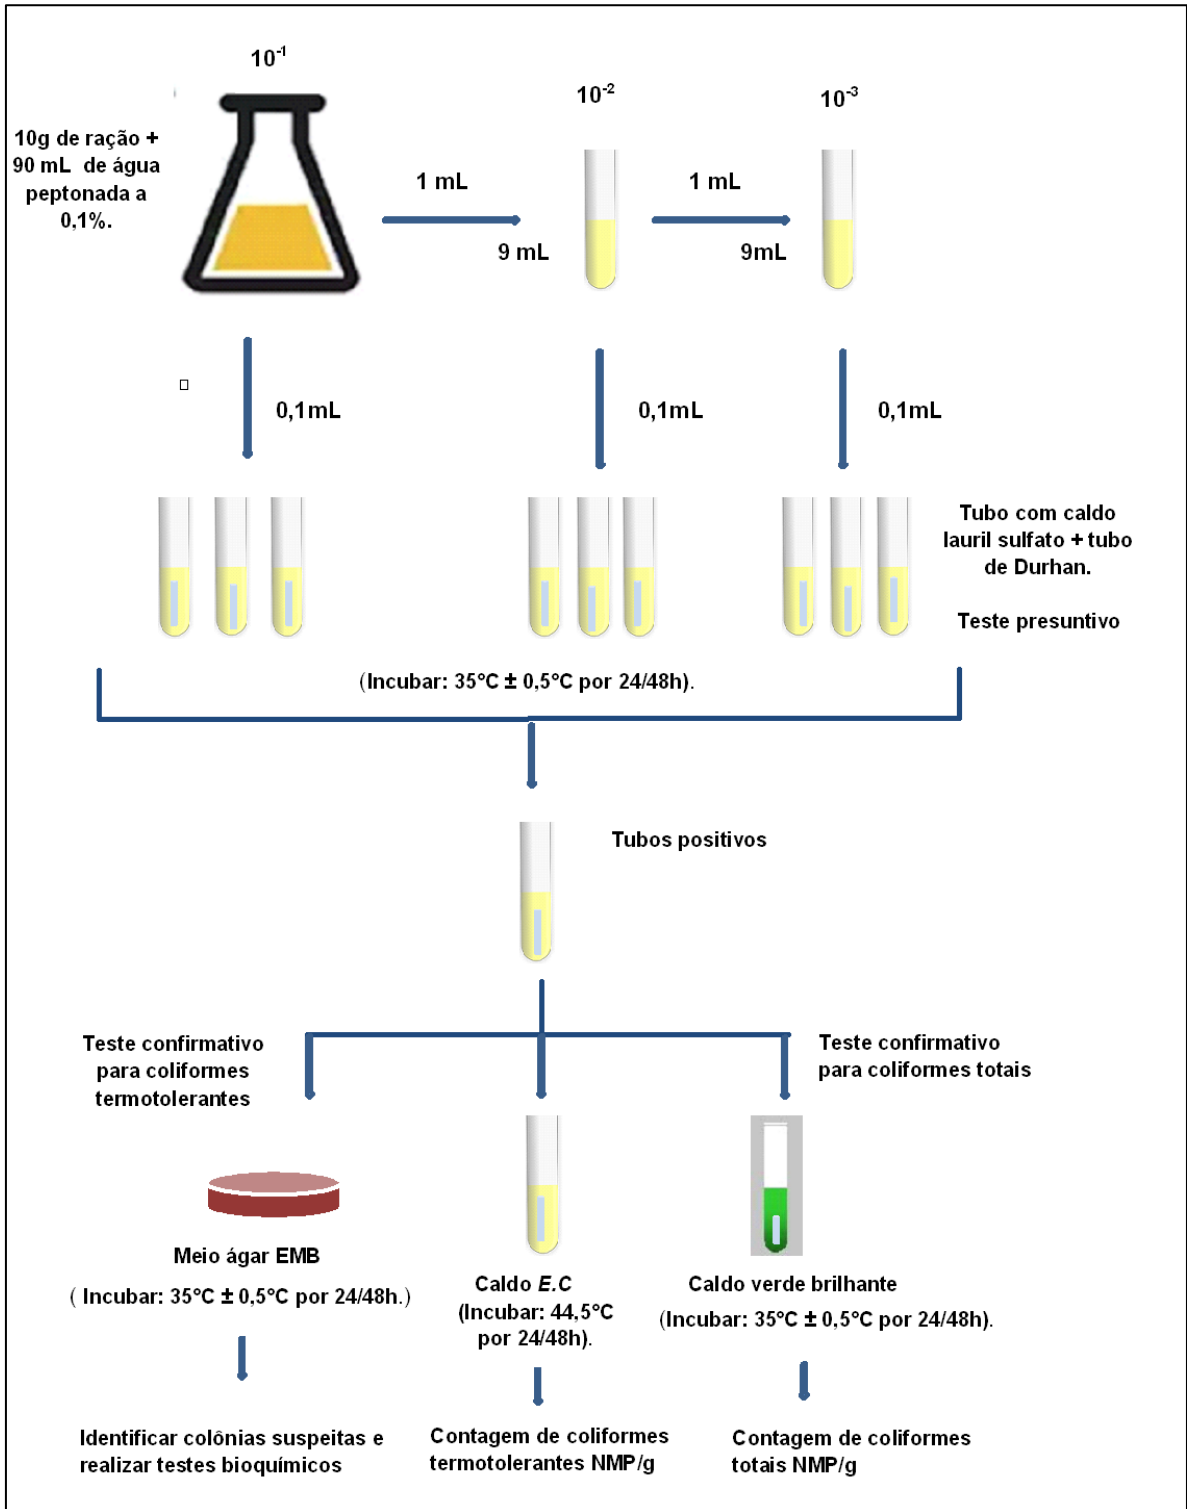 10⁻¹
10⁻²
10⁻³
10g de ração +
90 mL de água
peptonada a
0,1%.
1 mL
9 mL
1 mL
9mL
0,1mL
0,1mL
0,1mL
Tubo com caldo
lauril sulfato + tubo
de Durhan.
Teste presuntivo
(Incubar: 35°C ± 0,5°C por 24/48h).
Tubos positivos
Teste confirmativo
para coliformes
termotolerantes
Teste confirmativo
para coliformes totais
Meio ágar EMB
( Incubar: 35°C ± 0,5°C por 24/48h.)
Caldo E.C
(Incubar: 44,5°C
por 24/48h).
Caldo verde brilhante
(Incubar: 35°C ± 0,5°C por 24/48h).
Identificar colônias suspeitas e
realizar testes bioquímicos
Contagem de coliformes
termotolerantes NMP/g
Contagem de coliformes
totais NMP/g